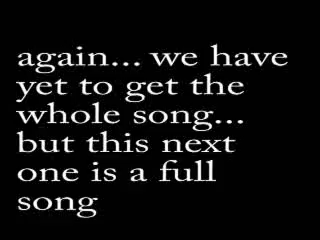 again... we have
yet to get the
whole song...
but this next
one is a full
song